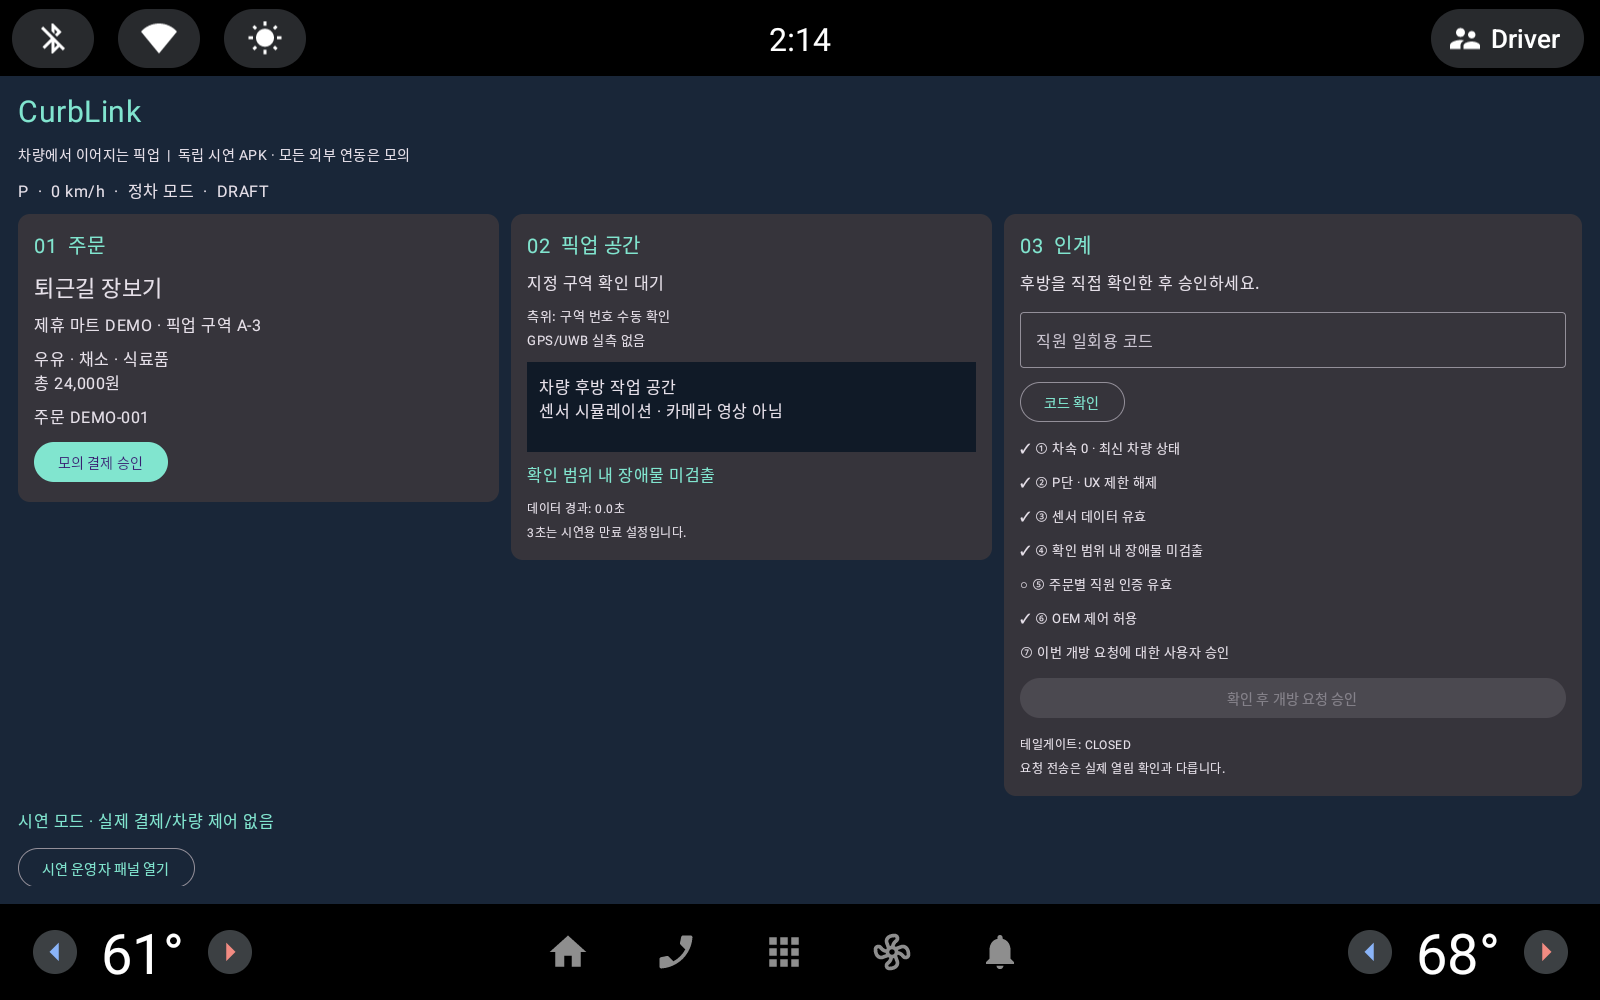 2:14
Driver
CurbLink
차량에서 이어지는 픽업 | 독립 시연 APK · 모든 외부 연동은 모의
P · 0 km/h · 정차 모드 · DRAFT
01 주문
퇴근길 장보기
제휴 마트 DEMO · 픽업 구역 A-3
우유 · 채소 · 식료품
총 24,000원
주문 DEMO-001
모의 결제 승인
02 픽업 공간
지정 구역 확인 대기
측위: 구역 번호 수동 확인
GPS/UWB 실측 없음
차량 후방 작업 공간
센서 시뮬레이션 · 카메라 영상 아님
확인 범위 내 장애물 미검출
데이터 경과: 0.0초
3초는 시연용 만료 설정입니다.
03 인계
후방을 직접 확인한 후 승인하세요.
직원 일회용 코드
코드 확인
✓ ① 차속 0 · 최신 차량 상태
✓ ② P단 · UX 제한 해제
✓ ③ 센서 데이터 유효
✓ ④ 확인 범위 내 장애물 미검출
○ ⑤ 주문별 직원 인증 유효
✓ ⑥ OEM 제어 허용
⑦ 이번 개방 요청에 대한 사용자 승인
확인 후 개방 요청 승인
테일게이트: CLOSED
요청 전송은 실제 열림 확인과 다릅니다.
시연 모드 · 실제 결제/차량 제어 없음
시연 운영자 패널 열기
61°
68°